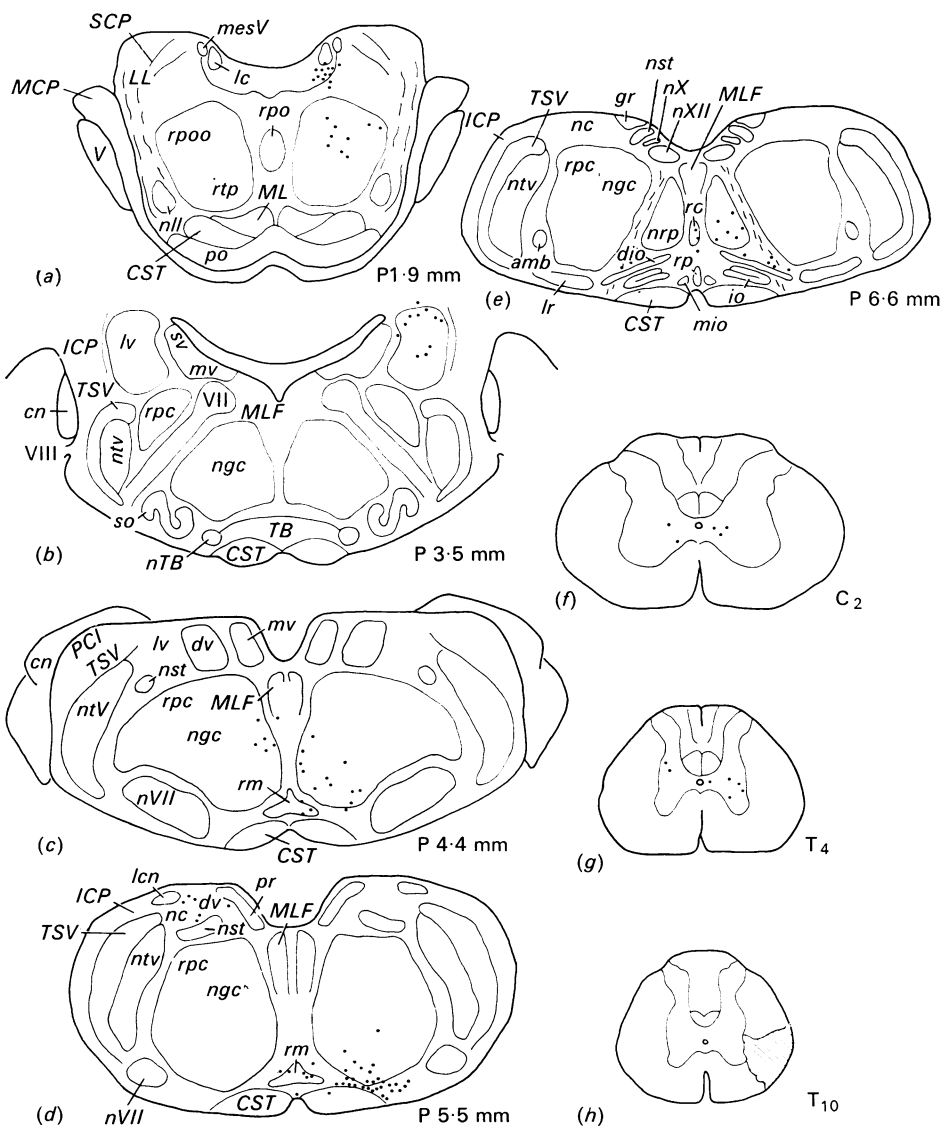 SCP
mesV
LL
lc
MCP
rpo
rpoo
V
rtp
ML
nll
CST
po
(a)
P1·9 mm
ICP
lv
sv
mv
TSV
rpc
VII
MLF
cn
VIII
ntv
ngc
so
TB
nTB
CST
(b)
P 3·5 mm
cn
PCI
TSV
lv
dv
mv
nst
ntV
rpc
MLF
ngc
rm
nVII
CST
(c)
P 4·4 mm
lcn
ICP
nc
dv
pr
MLF
TSV
nst
ntv
rpc
ngc
rm
nVII
CST
(d)
P 5·5 mm
nst
nX
MLF
gr
nXII
TSV
ICP
nc
rpc
ntv
ngc
rc
nrp
amb
dio
rp
lr
io
CST
mio
(e)
P 6·6 mm
(f)
C2
(g)
T4
(h)
T10